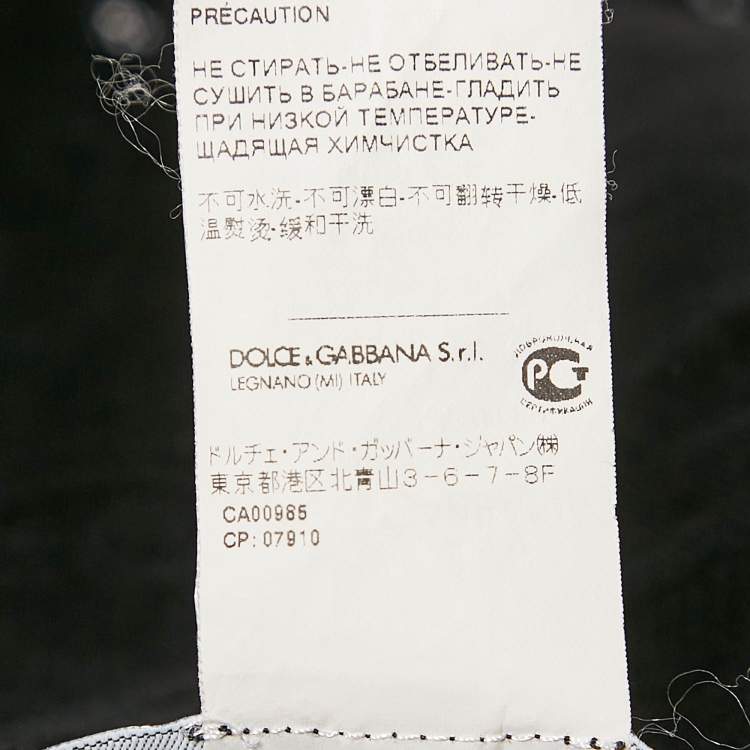 PRÉCAUTION
НЕ СТИРАТЬ-НЕ ОТБЕЛИВАТЬ-НЕ
СУШИТЬ В БАРАБАНЕ-ГЛАДИТЬ
ПРИ НИЗКОЙ ТЕМПЕРАТУРЕ-
ЩАДЯЩАЯ ХИМЧИСТКА
不可水洗-不可漂白-不可翻转干燥-低
温熨烫-缓和干洗
DOLCE & GABBANA S.r.l.
LEGNANO (MI) ITALY
ДОБРОВОЛЬНАЯ
РСТ
СЕРТИФИКАЦИЯ
ドルチェ・アンド・ガッバーナ・ジャパン㈱
東京都港区北青山3-6-7-8F
CA00985
CP: 07910